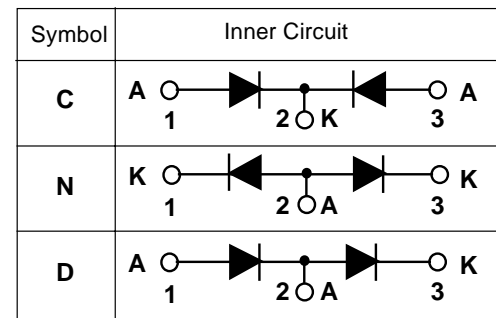 Symbol Inner Circuit
C A 1 2 K 3 A
N K 1 2 A 3 K
D A 1 2 A 3 K